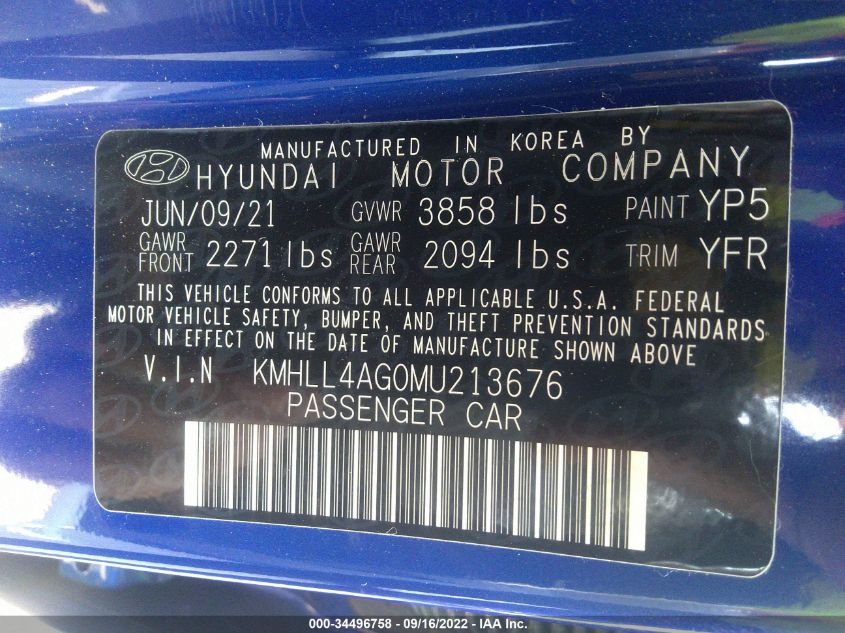 MANUFACTURED IN KOREA BY
HYUNDAI MOTOR COMPANY
JUN/09/21 GVWR 3858 lbs PAINT YP5
GAWR FRONT 2271 lbs GAWR REAR 2094 lbs TRIM YFR
THIS VEHICLE CONFORMS TO ALL APPLICABLE U.S.A. FEDERAL
MOTOR VEHICLE SAFETY, BUMPER, AND THEFT PREVENTION STANDARDS
IN EFFECT ON THE DATE OF MANUFACTURE SHOWN ABOVE
V.I.N KMHLL4AG0MU213676
PASSENGER CAR
000-34496758 - 09/16/2022 - IAA Inc.